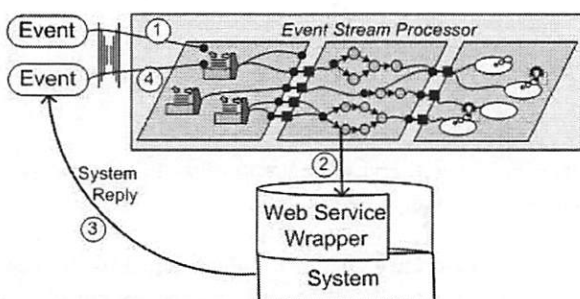 Event Stream Processor
Event
1
Event
4
2
System
Reply
3
Web Service
Wrapper
System